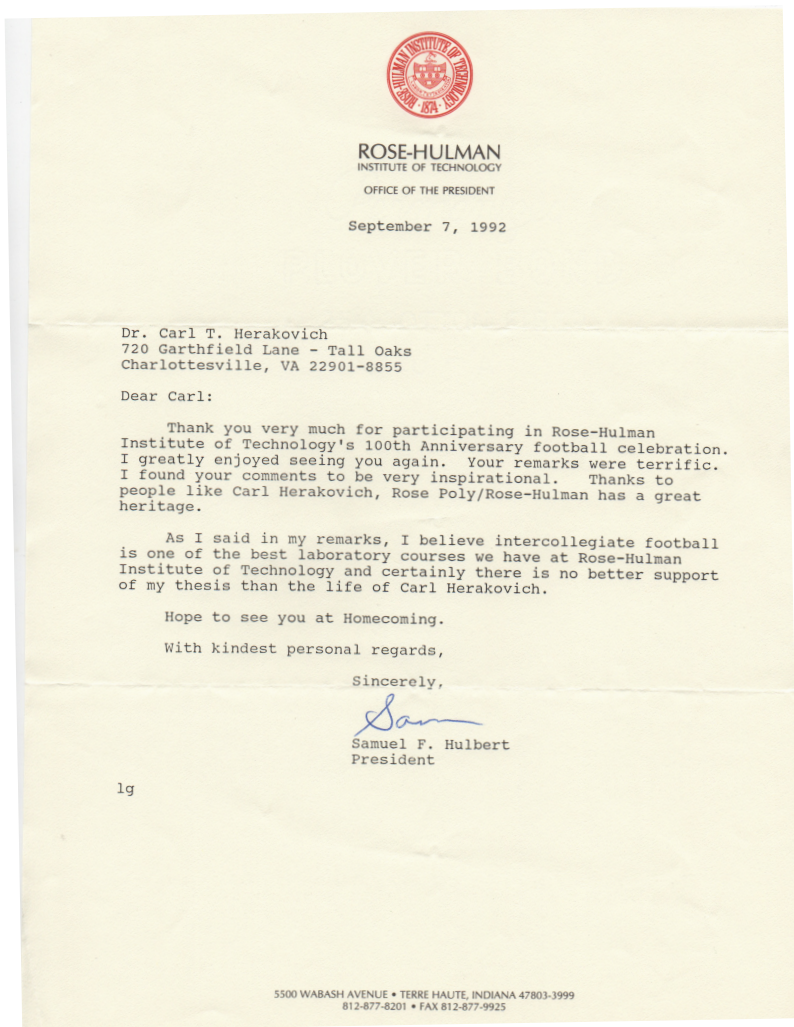 ROSE-HULMAN INSTITUTE OF TECHNOLOGY
· 1874 ·
ROSE-HULMAN
INSTITUTE OF TECHNOLOGY
OFFICE OF THE PRESIDENT
September 7, 1992
Dr. Carl T. Herakovich
720 Garthfield Lane - Tall Oaks
Charlottesville, VA 22901-8855
Dear Carl:
Thank you very much for participating in Rose-Hulman
Institute of Technology's 100th Anniversary football celebration.
I greatly enjoyed seeing you again. Your remarks were terrific.
I found your comments to be very inspirational. Thanks to
people like Carl Herakovich, Rose Poly/Rose-Hulman has a great
heritage.
As I said in my remarks, I believe intercollegiate football
is one of the best laboratory courses we have at Rose-Hulman
Institute of Technology and certainly there is no better support
of my thesis than the life of Carl Herakovich.
Hope to see you at Homecoming.
With kindest personal regards,
Sincerely,
Sam
Samuel F. Hulbert
President
lg
5500 WABASH AVENUE • TERRE HAUTE, INDIANA 47803-3999
812-877-8201 • FAX 812-877-9925